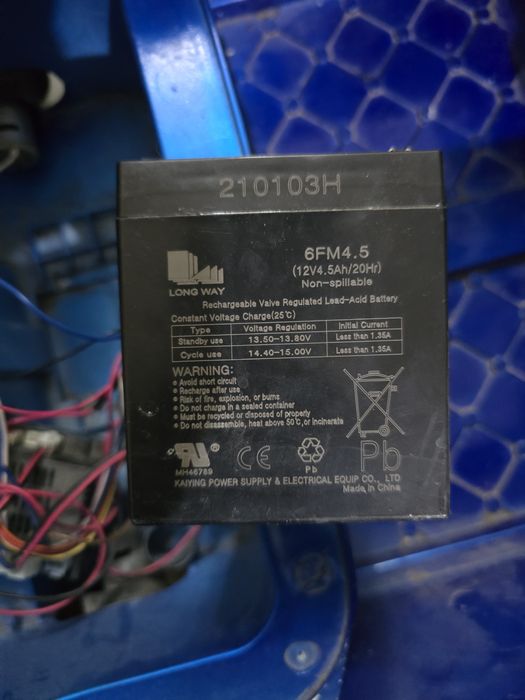 210103H
LONG WAY
6FM4.5
(12V4.5Ah/20Hr)
Non-spillable
Rechargeable Valve Regulated Lead-Acid Battery
Constant Voltage Charge(25℃)
Type Voltage Regulation Initial Current
Standby use 13.50-13.80V Less than 1.35A
Cycle use 14.40-15.00V Less than 1.35A
WARNING:
● Avoid short circuit
● Recharge after use
● Risk of fire, explosion, or burns
● Do not charge in a sealed container
● Must be recycled or disposed of properly
● Do not disassemble, heat above 50℃, or incinerate
MH46789
CE
Pb
Pb
KAIYING POWER SUPPLY & ELECTRICAL EQUIP CO., LTD
Made in China